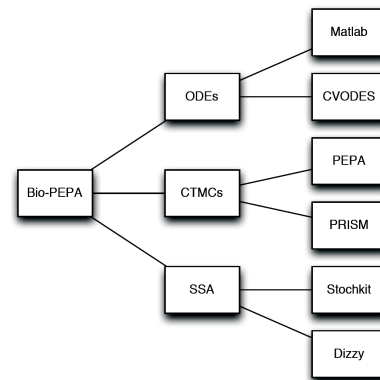 Matlab
ODEs
CVODES
PEPA
Bio-PEPA
CTMCs
PRISM
SSA
Stochkit
Dizzy